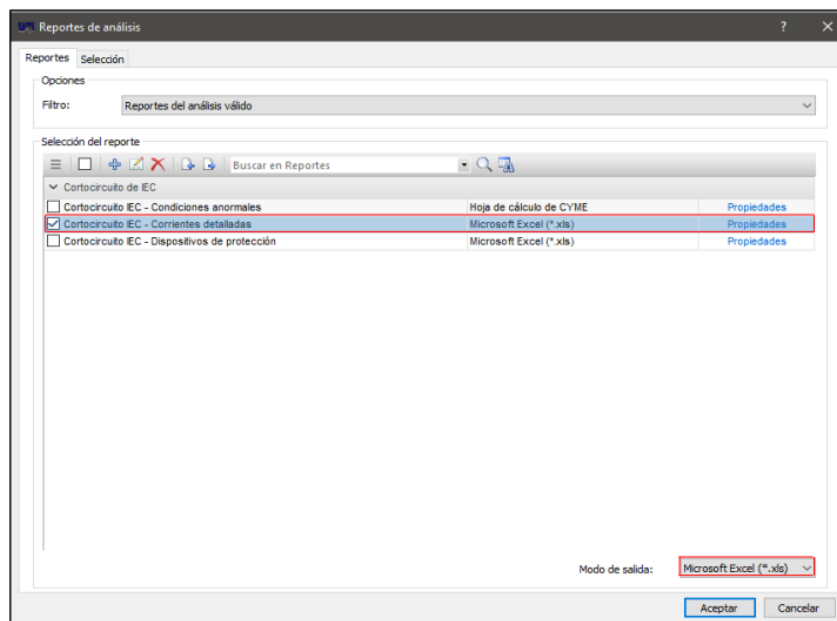 Reportes de análisis
Reportes Selección
Opciones
Filtro: Reportes del análisis válido
Selección del reporte
Buscar en Reportes
Cortocircuito de IEC
Cortocircuito IEC - Condiciones anormales Hoja de cálculo de CYME Propiedades
Cortocircuito IEC - Corrientes detalladas Microsoft Excel (*.xls) Propiedades
Cortocircuito IEC - Dispositivos de protección Microsoft Excel (*.xls) Propiedades
Modo de salida: Microsoft Excel (*.xls)
Aceptar Cancelar